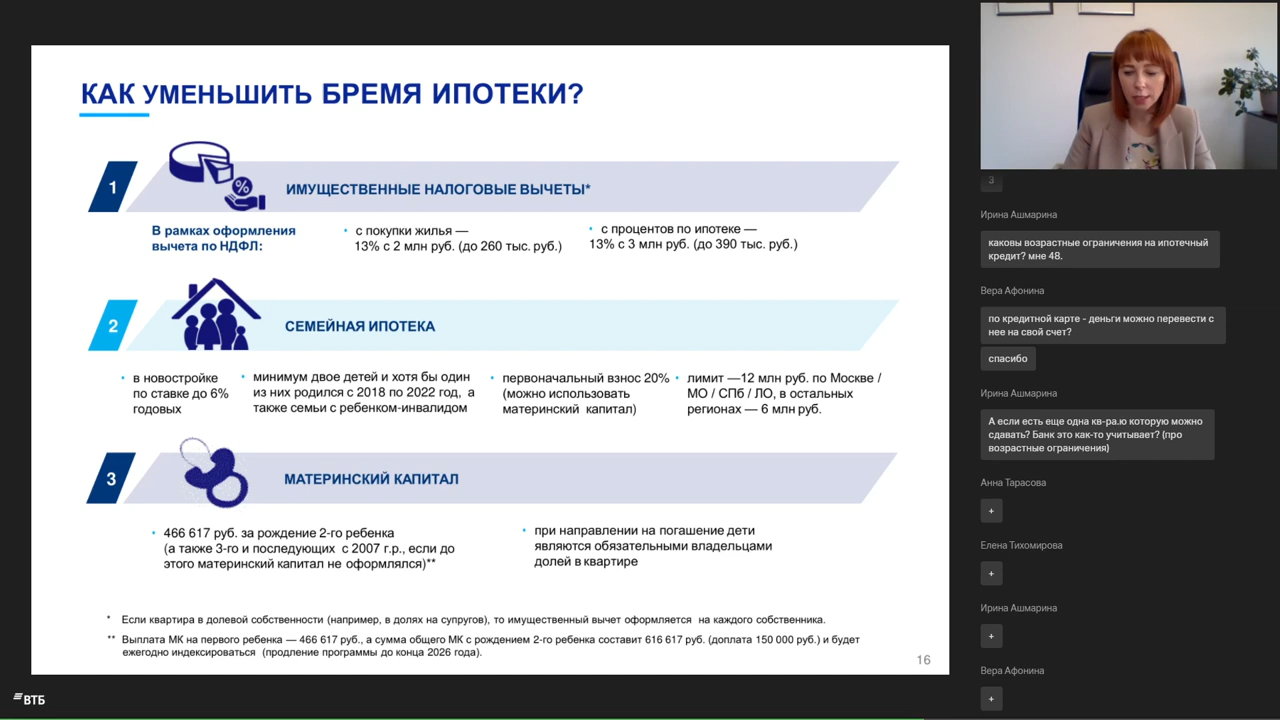 КАК УМЕНЬШИТЬ БРЕМЯ ИПОТЕКИ?
1
ИМУЩЕСТВЕННЫЕ НАЛОГОВЫЕ ВЫЧЕТЫ*
В рамках оформления
вычета по НДФЛ:
• с покупки жилья —
13% с 2 млн руб. (до 260 тыс. руб.)
• с процентов по ипотеке —
13% с 3 млн руб. (до 390 тыс. руб.)
2
СЕМЕЙНАЯ ИПОТЕКА
• в новостройке
по ставке до 6%
годовых
• минимум двое детей и хотя бы один
из них родился с 2018 по 2022 год, а
также семьи с ребенком-инвалидом
• первоначальный взнос 20%
(можно использовать
материнский капитал)
• лимит —12 млн руб. по Москве /
МО / СПб / ЛО, в остальных
регионах — 6 млн руб.
3
МАТЕРИНСКИЙ КАПИТАЛ
• 466 617 руб. за рождение 2-го ребенка
(а также 3-го и последующих с 2007 г.р., если до
этого материнский капитал не оформлялся)**
• при направлении на погашение дети
являются обязательными владельцами
долей в квартире
* Если квартира в долевой собственности (например, в долях на супругов), то имущественный вычет оформляется на каждого собственника.
** Выплата МК на первого ребенка — 466 617 руб., а сумма общего МК с рождением 2-го ребенка составит 616 617 руб. (доплата 150 000 руб.) и будет
ежегодно индексироваться (продление программы до конца 2026 года).
16
ВТБ
3
Ирина Ашмарина
каковы возрастные ограничения на ипотечный
кредит? мне 48.
Вера Афонина
по кредитной карте - деньги можно перевести с
нее на свой счет?
спасибо
Ирина Ашмарина
А если есть еще одна кв-ра.ю которую можно
сдавать? Банк это как-то учитывает? (про
возрастные ограничения)
Анна Тарасова
+
Елена Тихомирова
+
Ирина Ашмарина
+
Вера Афонина
+